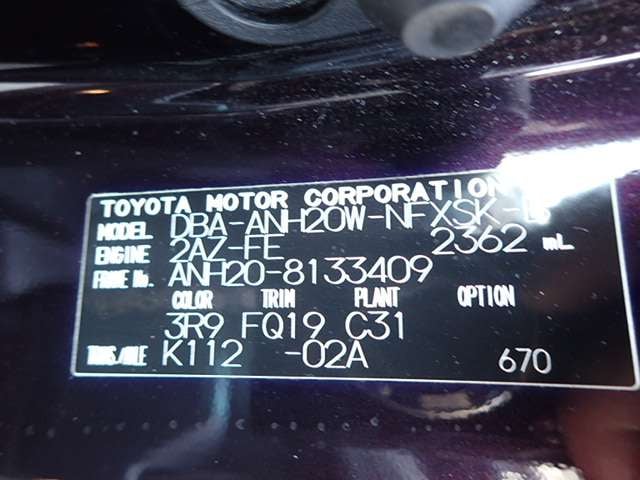 TOYOTA MOTOR CORPORATION
MODEL DBA-ANH20W-NFXSK-
ENGINE 2AZ-FE 2362 mL
FRAME No. ANH20-8133409
COLOR TRIM PLANT OPTION
3R9 FQ19 C31
TRANS./AXLE K112 -02A 670